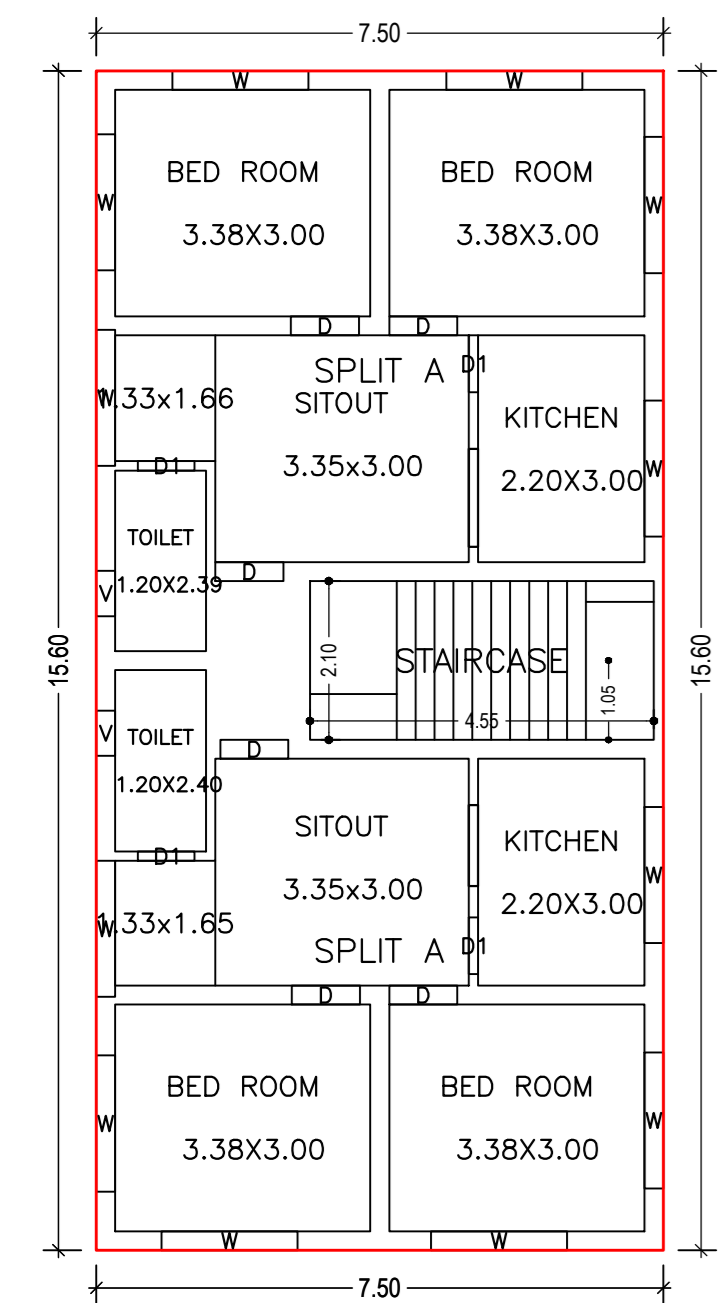 7.50
W W
BED ROOM BED ROOM
W W
3.38X3.00 3.38X3.00
D D
SPLIT A D1
W .33x1.66 SITOUT KITCHEN
3.35x3.00 2.20X3.00 W
D1
TOILET
1.20X2.39 D
V
15.60 2.10 STAIRCASE 15.60
1.05
4.55
V TOILET D
1.20X2.40
SITOUT KITCHEN
D1 W
3.35x3.00 2.20X3.00
W .33x1.65 SPLIT A D1
D D
BED ROOM BED ROOM
W W
3.38X3.00 3.38X3.00
W W
7.50